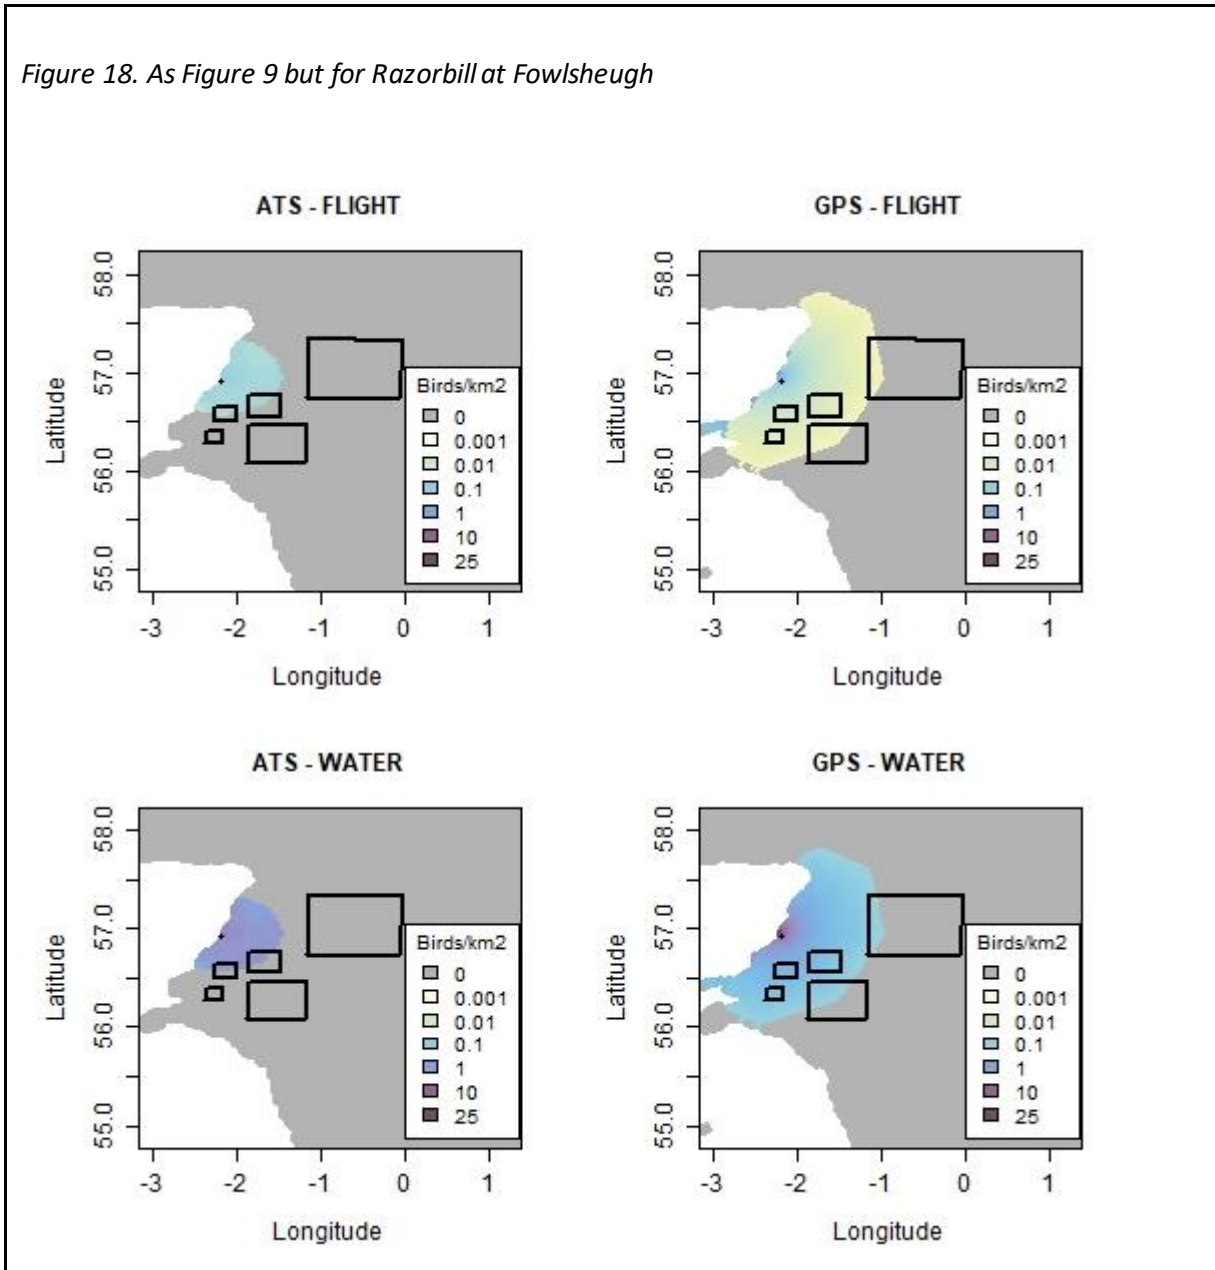 Figure 18. As Figure 9 but for Razorbill at Fowlsheugh
ATS - FLIGHT
58.0
57.0
56.0
55.0
Latitude
-3 -2 -1 0 1
Longitude
Birds/km2
0
0.001
0.01
0.1
1
10
25
GPS - FLIGHT
58.0
57.0
56.0
55.0
Latitude
-3 -2 -1 0 1
Longitude
Birds/km2
0
0.001
0.01
0.1
1
10
25
ATS - WATER
58.0
57.0
56.0
55.0
Latitude
-3 -2 -1 0 1
Longitude
Birds/km2
0
0.001
0.01
0.1
1
10
25
GPS - WATER
58.0
57.0
56.0
55.0
Latitude
-3 -2 -1 0 1
Longitude
Birds/km2
0
0.001
0.01
0.1
1
10
25